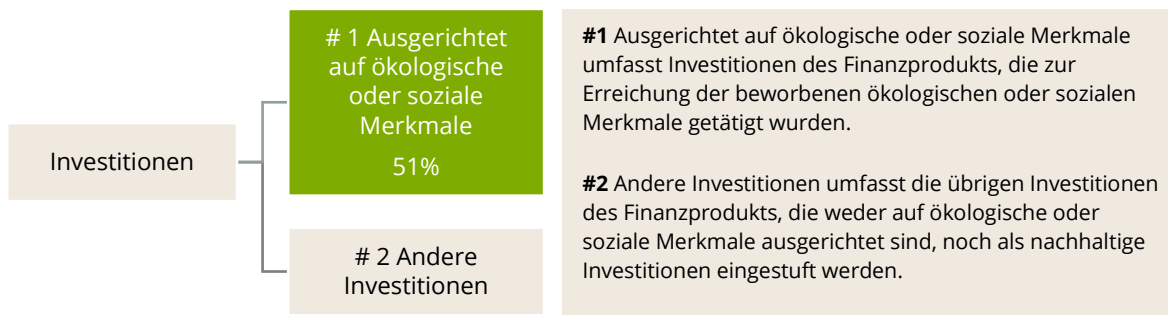 Investitionen
# 1 Ausgerichtet
auf ökologische
oder soziale
Merkmale
51%
# 2 Andere
Investitionen
#1 Ausgerichtet auf ökologische oder soziale Merkmale
umfasst Investitionen des Finanzprodukts, die zur
Erreichung der beworbenen ökologischen oder sozialen
Merkmale getätigt wurden.
#2 Andere Investitionen umfasst die übrigen Investitionen
des Finanzprodukts, die weder auf ökologische oder
soziale Merkmale ausgerichtet sind, noch als nachhaltige
Investitionen eingestuft werden.